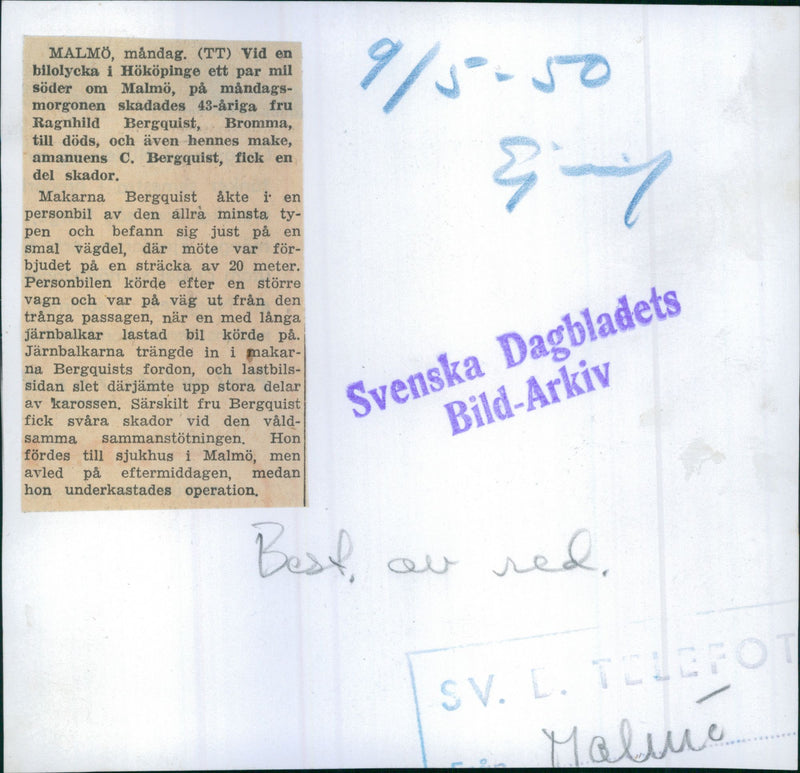 MALMÖ, måndag. (TT) Vid en
bilolycka i Hököpinge ett par mil
söder om Malmö, på måndags-
morgonen skadades 43-åriga fru
Ragnhild Bergquist, Bromma,
till döds, och även hennes make,
amanuens C. Bergquist, fick en
del skador.
Makarna Bergquist åkte i en
personbil av den allra minsta ty-
pen och befann sig just på en
smal vägdel, där möte var för-
bjudet på en sträcka av 20 meter.
Personbilen körde efter en större
vagn och var på väg ut från den
trånga passagen, när en med långa
järnbalkar lastad bil körde på.
Järnbalkarna trängde in i makar-
na Bergquists fordon, och lastbils-
sidan slet därjämte upp stora delar
av karossen. Särskilt fru Bergquist
fick svåra skador vid den våld-
samma sammanstötningen. Hon
fördes till sjukhus i Malmö, men
avled på eftermiddagen, medan
hon underkastades operation.
9/5-50
Svenska Dagbladets
Bild-Arkiv
Best. av red.
SV. D. TELEFOT
Från Malmö